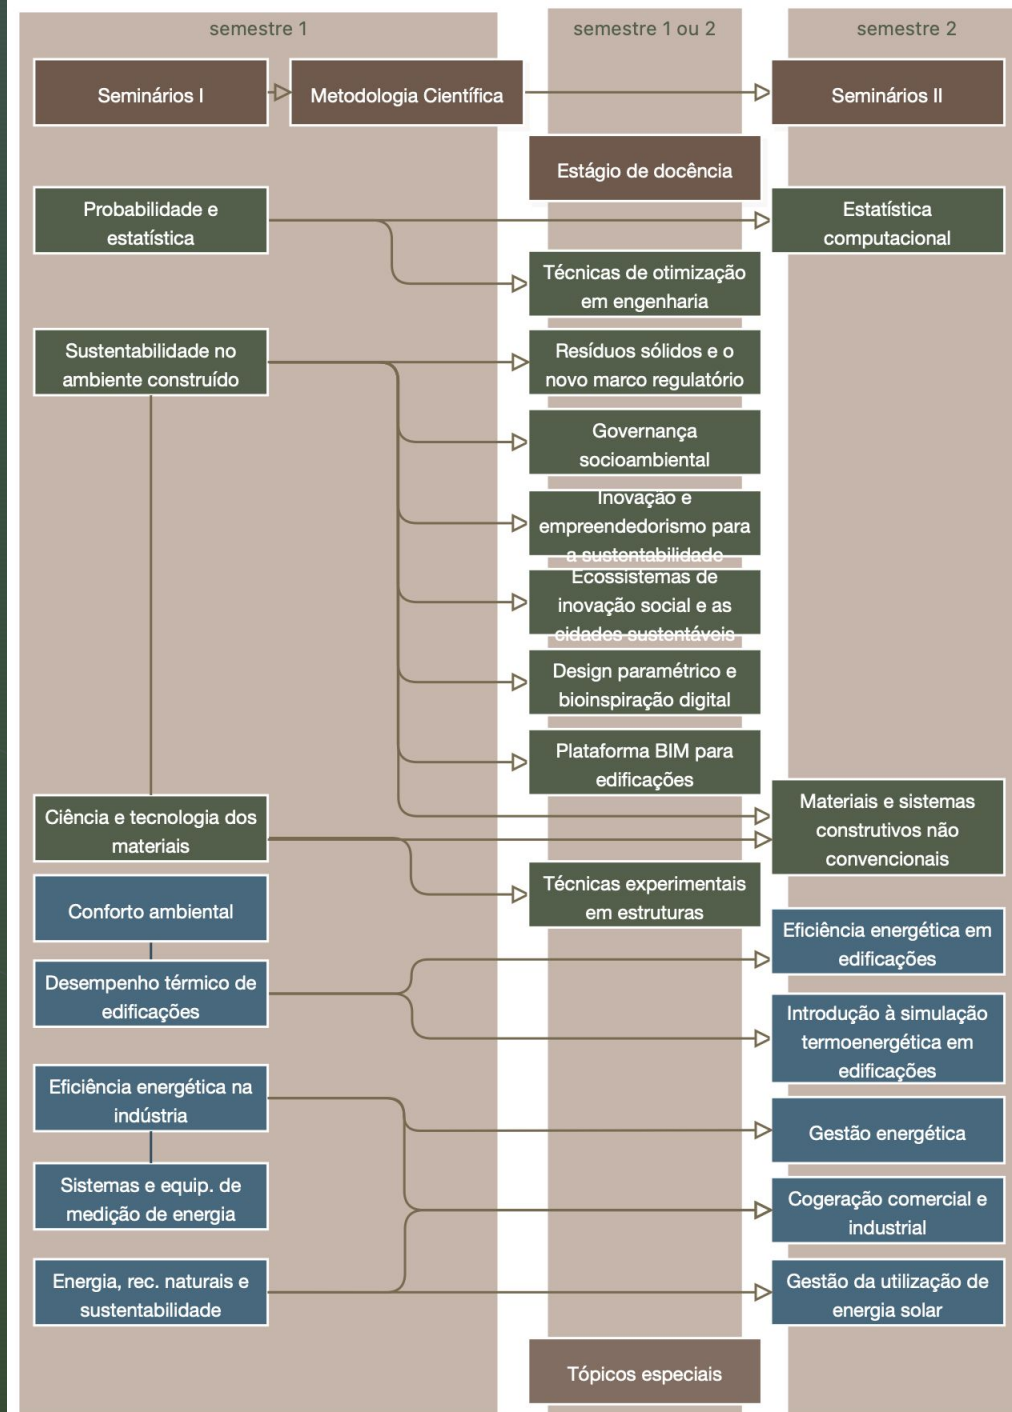 semestre 1
semestre 1 ou 2
semestre 2
Seminários I
Metodologia Científica
Seminários II
Estágio de docência
Probabilidade e
estatística
Estatística
computacional
Técnicas de otimização
em engenharia
Sustentabilidade no
ambiente construído
Resíduos sólidos e o
novo marco regulatório
Governança
socioambiental
Inovação e
empreendedorismo para
a sustentabilidade
Ecossistemas de
inovação social e as
cidades sustentáveis
Design paramétrico e
bioinspiração digital
Plataforma BIM para
edificações
Ciência e tecnologia dos
materiais
Materiais e sistemas
construtivos não
convencionais
Técnicas experimentais
em estruturas
Conforto ambiental
Eficiência energética em
edificações
Desempenho térmico de
edificações
Introdução à simulação
termoenergética em
edificações
Eficiência energética na
indústria
Gestão energética
Sistemas e equip. de
medição de energia
Cogeração comercial e
industrial
Energia, rec. naturais e
sustentabilidade
Gestão da utilização de
energia solar
Tópicos especiais